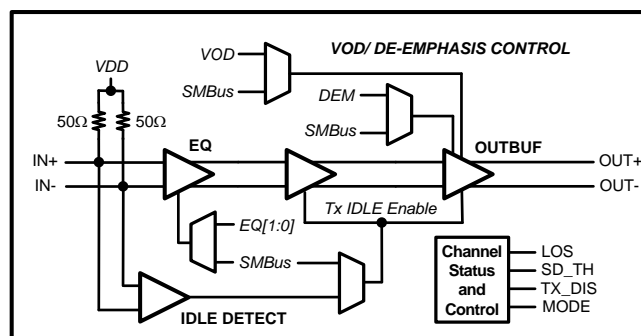 VOD/ DE-EMPHASIS CONTROL
VOD
VDD
SMBus
DEM
50Ω
50Ω
SMBus
EQ
OUTBUF
IN+
OUT+
IN-
OUT-
Tx IDLE Enable
EQ[1:0]
SMBus
Channel
Status
and
Control
LOS
SD_TH
TX_DIS
MODE
IDLE DETECT